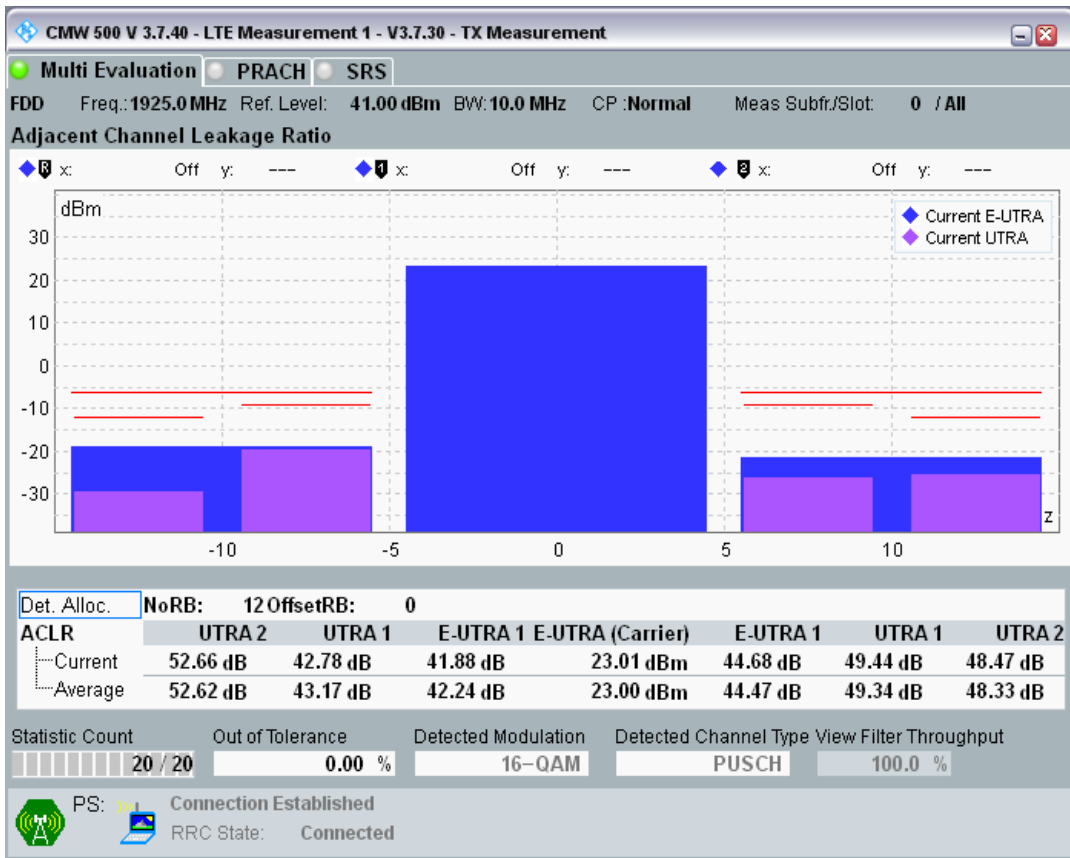 CMW 500 V 3.7.40 - LTE Measurement 1 - V3.7.30 - TX Measurement
Multi Evaluation PRACH SRS
FDD Freq.: 1925.0 MHz Ref. Level: 41.00 dBm BW: 10.0 MHz CP :Normal Meas Subfr./Slot: 0 / All
Adjacent Channel Leakage Ratio
R x: Off y: --- 1 x: Off y: --- 2 x: Off y: ---
dBm
Current E-UTRA
Current UTRA
30
20
10
0
-10
-20
-30
z
-10 -5 0 5 10
Det. Alloc. NoRB: 12 OffsetRB: 0
ACLR UTRA 2 UTRA 1 E-UTRA 1 E-UTRA (Carrier) E-UTRA 1 UTRA 1 UTRA 2
Current 52.66 dB 42.78 dB 41.88 dB 23.01 dBm 44.68 dB 49.44 dB 48.47 dB
Average 52.62 dB 43.17 dB 42.24 dB 23.00 dBm 44.47 dB 49.34 dB 48.33 dB
Statistic Count Out of Tolerance Detected Modulation Detected Channel Type View Filter Throughput
20 / 20 0.00 % 16-QAM PUSCH 100.0 %
PS: Connection Established
RRC State: Connected